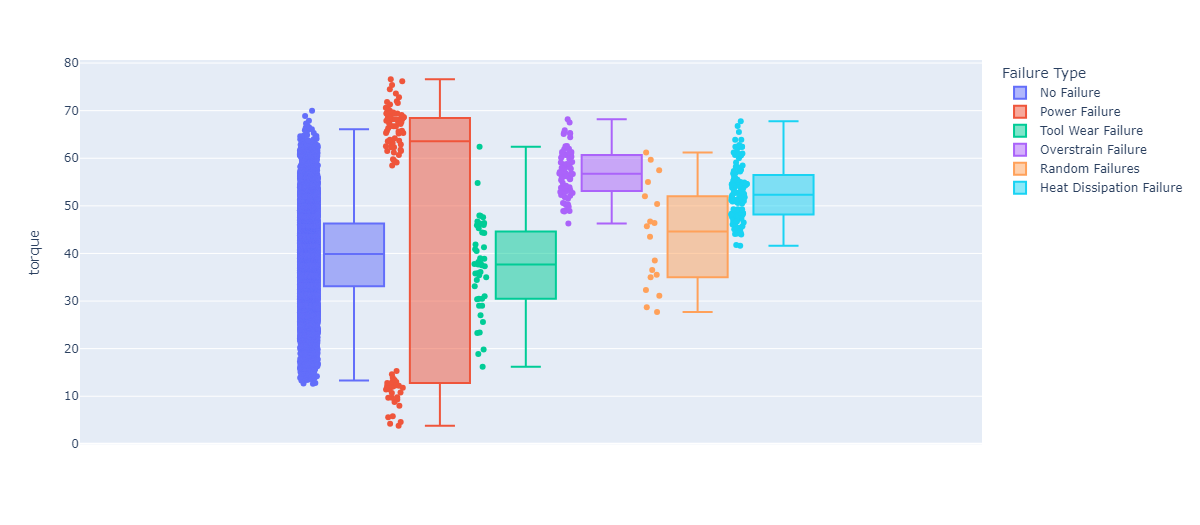 torque
80
70
60
50
40
30
20
10
0
Failure Type
No Failure
Power Failure
Tool Wear Failure
Overstrain Failure
Random Failures
Heat Dissipation Failure